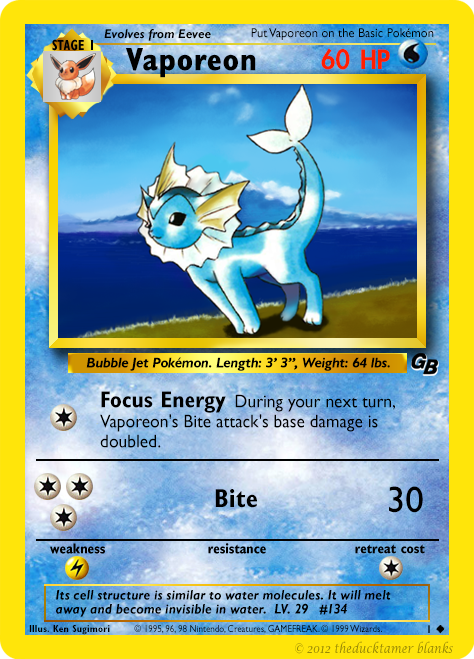 STAGE 1
Evolves from Eevee
Put Vaporeon on the Basic Pokémon
Vaporeon
60 HP
Bubble Jet Pokémon. Length: 3' 3”, Weight: 64 lbs.
GB
Focus Energy During your next turn,
Vaporeon's Bite attack's base damage is
doubled.
Bite
30
weakness
resistance
retreat cost
Its cell structure is similar to water molecules. It will melt
away and become invisible in water. LV. 29 #134
Illus. Ken Sugimori
© 1995, 96, 98 Nintendo, Creatures, GAMEFREAK. © 1999 Wizards.
1
© 2012 theducktamer blanks